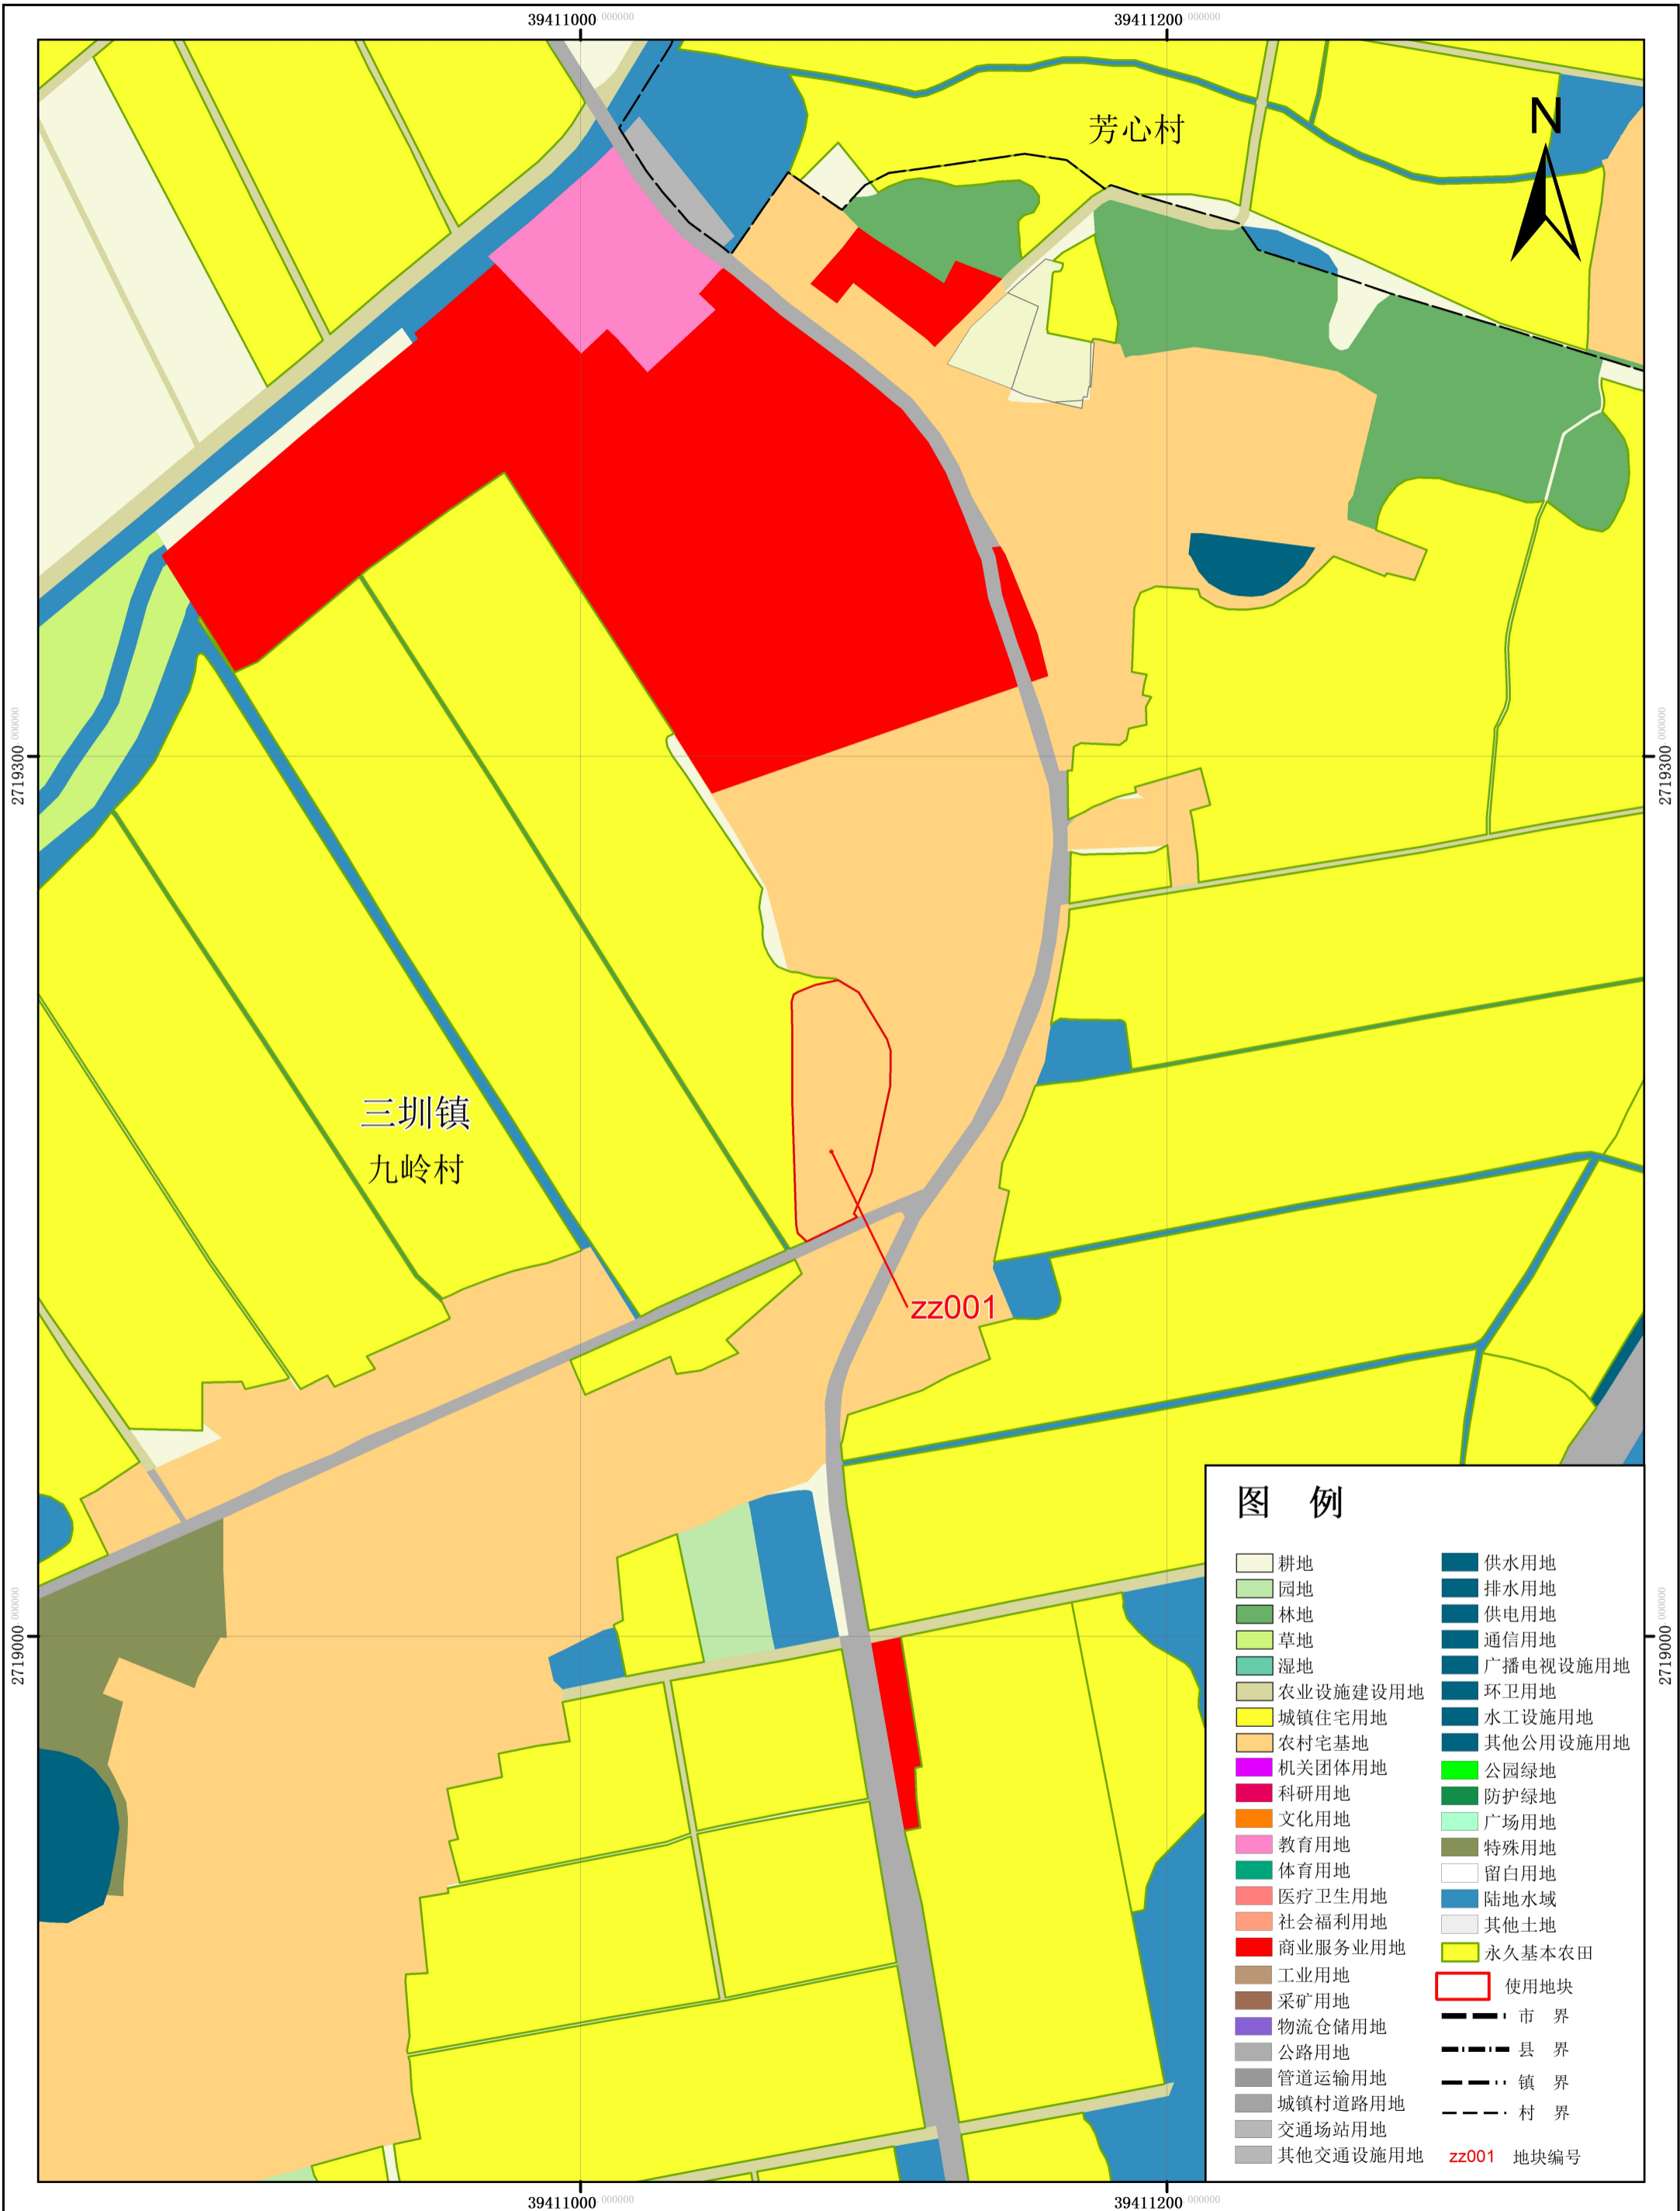 39411000 000000
39411200 000000
N
芳心村
2719300 000000
2719300 000000
三圳镇
九岭村
zz001
2719000 000000
2719000 000000
图 例
耕地
园地
林地
草地
湿地
农业设施建设用地
城镇住宅用地
农村宅基地
机关团体用地
科研用地
文化用地
教育用地
体育用地
医疗卫生用地
社会福利用地
商业服务业用地
工业用地
采矿用地
物流仓储用地
公路用地
管道运输用地
城镇村道路用地
交通场站用地
其他交通设施用地
供水用地
排水用地
供电用地
通信用地
广播电视设施用地
环卫用地
水工设施用地
其他公用设施用地
公园绿地
防护绿地
广场用地
特殊用地
留白用地
陆地水域
其他土地
永久基本农田
使用地块
市 界
县 界
镇 界
村 界
zz001 地块编号
39411000 000000
39411200 000000